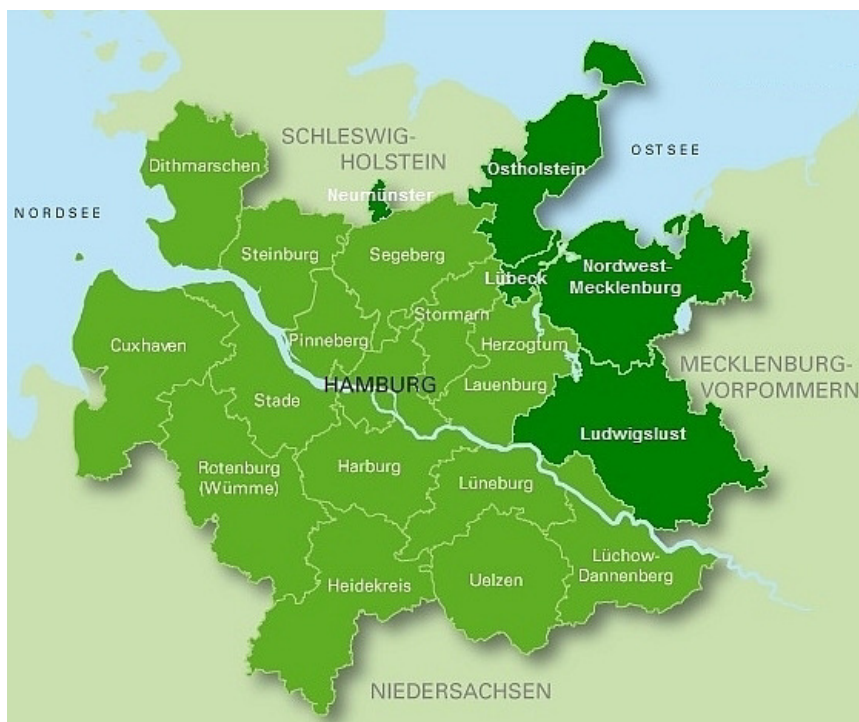 SCHLESWIG-
HOLSTEIN
OSTSEE
Dithmarschen
Ostholstein
Neumünster
NORDSEE
Steinburg
Segeberg
Lübeck
Nordwest-
Mecklenburg
Stormarn
Cuxhaven
Pinneberg
Herzogtum
Lauenburg
MECKLENBURG-
VORPOMMERN
HAMBURG
Stade
Ludwigslust
Rotenburg
(Wümme)
Harburg
Lüneburg
Heidekreis
Uelzen
Lüchow-
Dannenberg
NIEDERSACHSEN